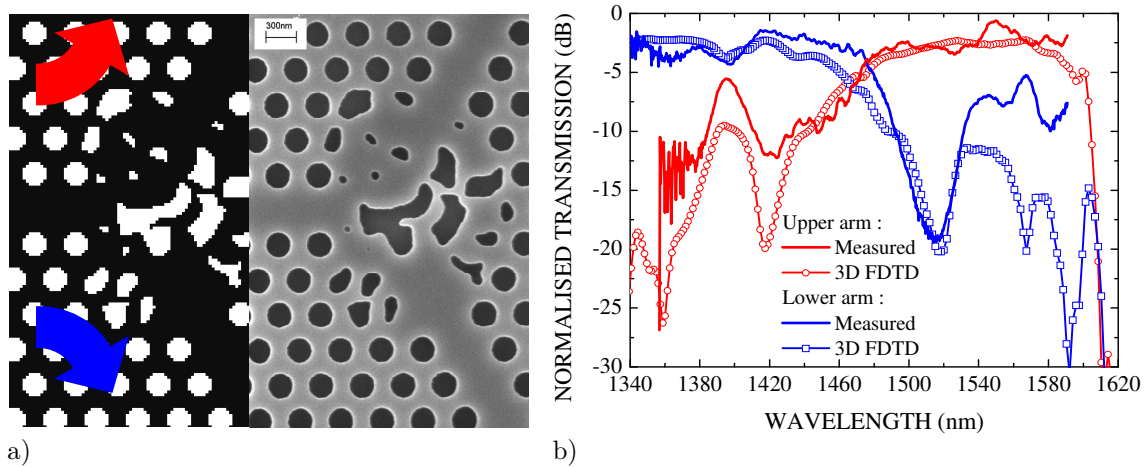 300nm
a)
NORMALISED TRANSMISSION (dB)
0
-5
-10
-15
-20
-25
-30
Upper arm :
Measured
3D FDTD
Lower arm :
Measured
3D FDTD
1340 1380 1420 1460 1500 1540 1580 1620
WAVELENGTH (nm)
b)